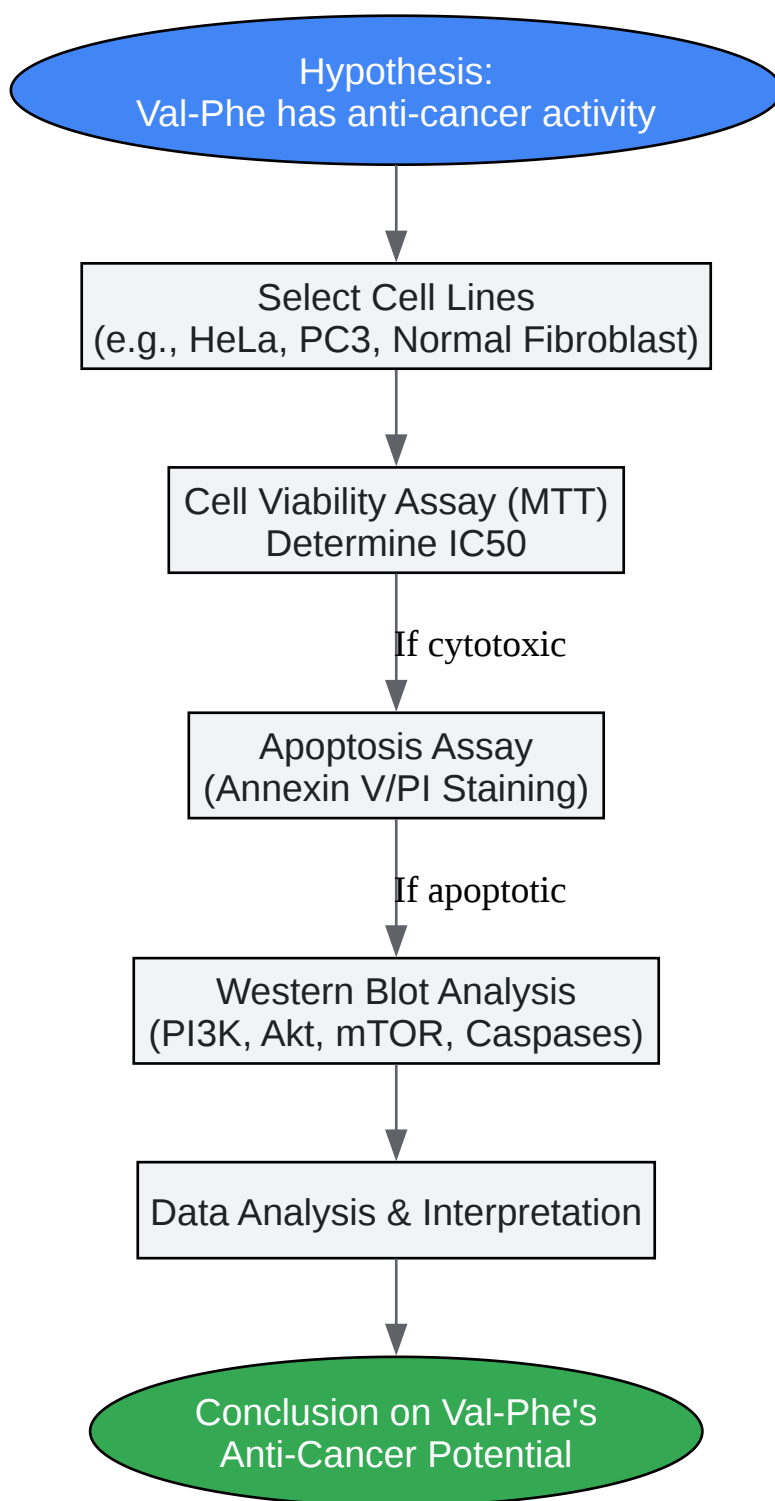 Hypothesis:
Val-Phe has anti-cancer activity
Select Cell Lines
(e.g., HeLa, PC3, Normal Fibroblast)
Cell Viability Assay (MTT)
Determine IC50
If cytotoxic
Apoptosis Assay
(Annexin V/PI Staining)
If apoptotic
Western Blot Analysis
(PI3K, Akt, mTOR, Caspases)
Data Analysis & Interpretation
Conclusion on Val-Phe's
Anti-Cancer Potential